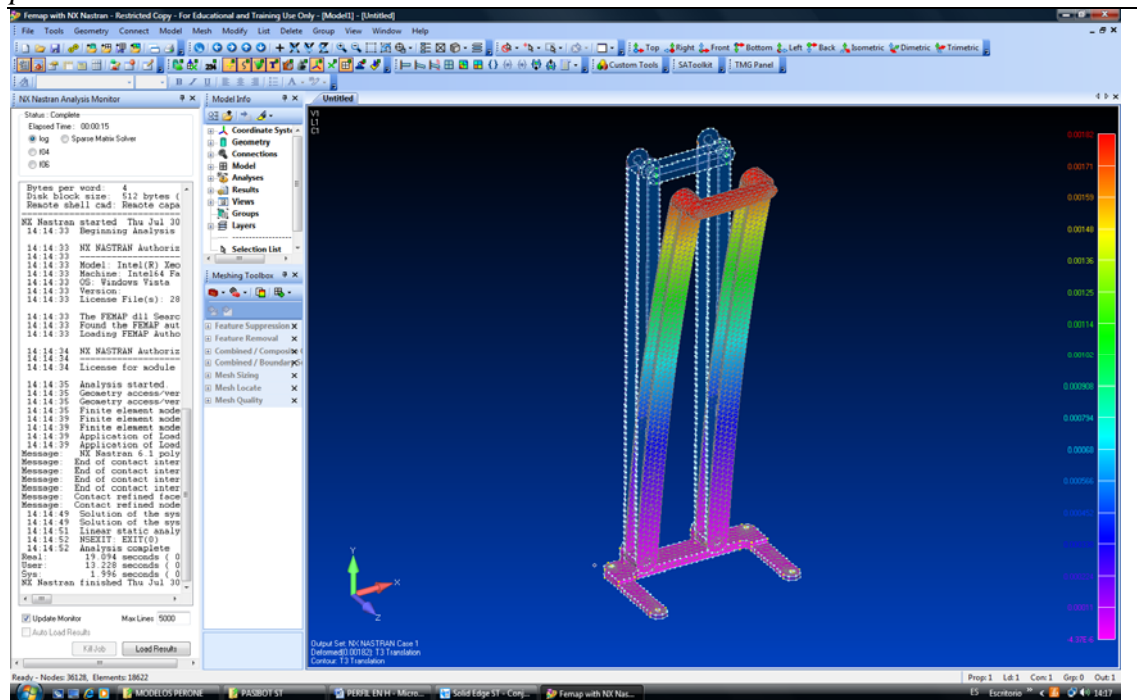 Femap with NX Nastran - Restricted Copy - For Educational and Training Use Only - [Model1] - [Untitled]
File Tools Geometry Connect Model Mesh Modify List Delete Group View Window Help
Top Right Front Bottom Left Back Isometric Dimetric Trimetric
Custom Tools SAToolkit TMG Panel
NX Nastran Analysis Monitor
Status : Complete
Elapsed Time : 00:00:15
log Sparse Matrix Solver
f04
f06
Bytes per word: 4
Disk block size: 512 bytes (
Remote shell cmd: Remote capa
NX Nastran started Thu Jul 30
14:14:33 Beginning Analysis
14:14:33 NX NASTRAN Authoriz
14:14:33
14:14:33 Model: Intel(R) Xeo
14:14:33 Machine: Intel64 Fa
14:14:33 OS: Windows Vista
14:14:33 Version:
14:14:33 License File(s): 28
14:14:33 The FEMAP dll Searc
14:14:33 Found the FEMAP aut
14:14:33 Loading FEMAP Autho
14:14:34 NX NASTRAN Authoriz
14:14:34
14:14:34 License for module
14:14:35 Analysis started.
14:14:35 Geometry access/ver
14:14:35 Geometry access/ver
14:14:35 Finite element mode
14:14:39 Finite element mode
14:14:39 Finite element mode
14:14:39 Application of Load
14:14:39 Application of Load
Message: NX Nastran 6.1 poly
Message: End of contact inter
Message: End of contact inter
Message: End of contact inter
Message: End of contact inter
Message: Contact refined face
Message: Contact refined node
14:14:49 Solution of the sys
14:14:49 Solution of the sys
14:14:51 Linear static analy
14:14:52 NSEXIT: EXIT(0)
14:14:52 Analysis complete
Real: 19.094 seconds ( 0
User: 13.228 seconds ( 0
Sys: 1.996 seconds ( 0
NX Nastran finished Thu Jul 30
Update Monitor Max Lines 5000
Auto Load Results
Kill Job Load Results
Model Info
Coordinate Syste
Geometry
Connections
Model
Analyses
Results
Views
Groups
Layers
Selection List
Meshing Toolbox
Feature Suppression
Feature Removal
Combined / Composite
Combined / Boundary
Mesh Sizing
Mesh Locate
Mesh Quality
Untitled
V1
L1
C1
0.00182
0.00171
0.00159
0.00148
0.00136
0.00125
0.00114
0.00102
0.000908
0.000794
0.00068
0.000566
Y
X
Z
Output Set: NX NASTRAN Case 1
Deformed(0.00182): T3 Translation
Contour: T3 Translation
Ready - Nodes: 36128, Elements: 18622
Prop:1 Ld:1 Con:1 Grp:0 Out:1
MODELOS PERONE PASIBOT ST PERFIL EN H - Micro... Solid Edge ST - Conj... Femap with NX Nas... ES Escritorio 14:17